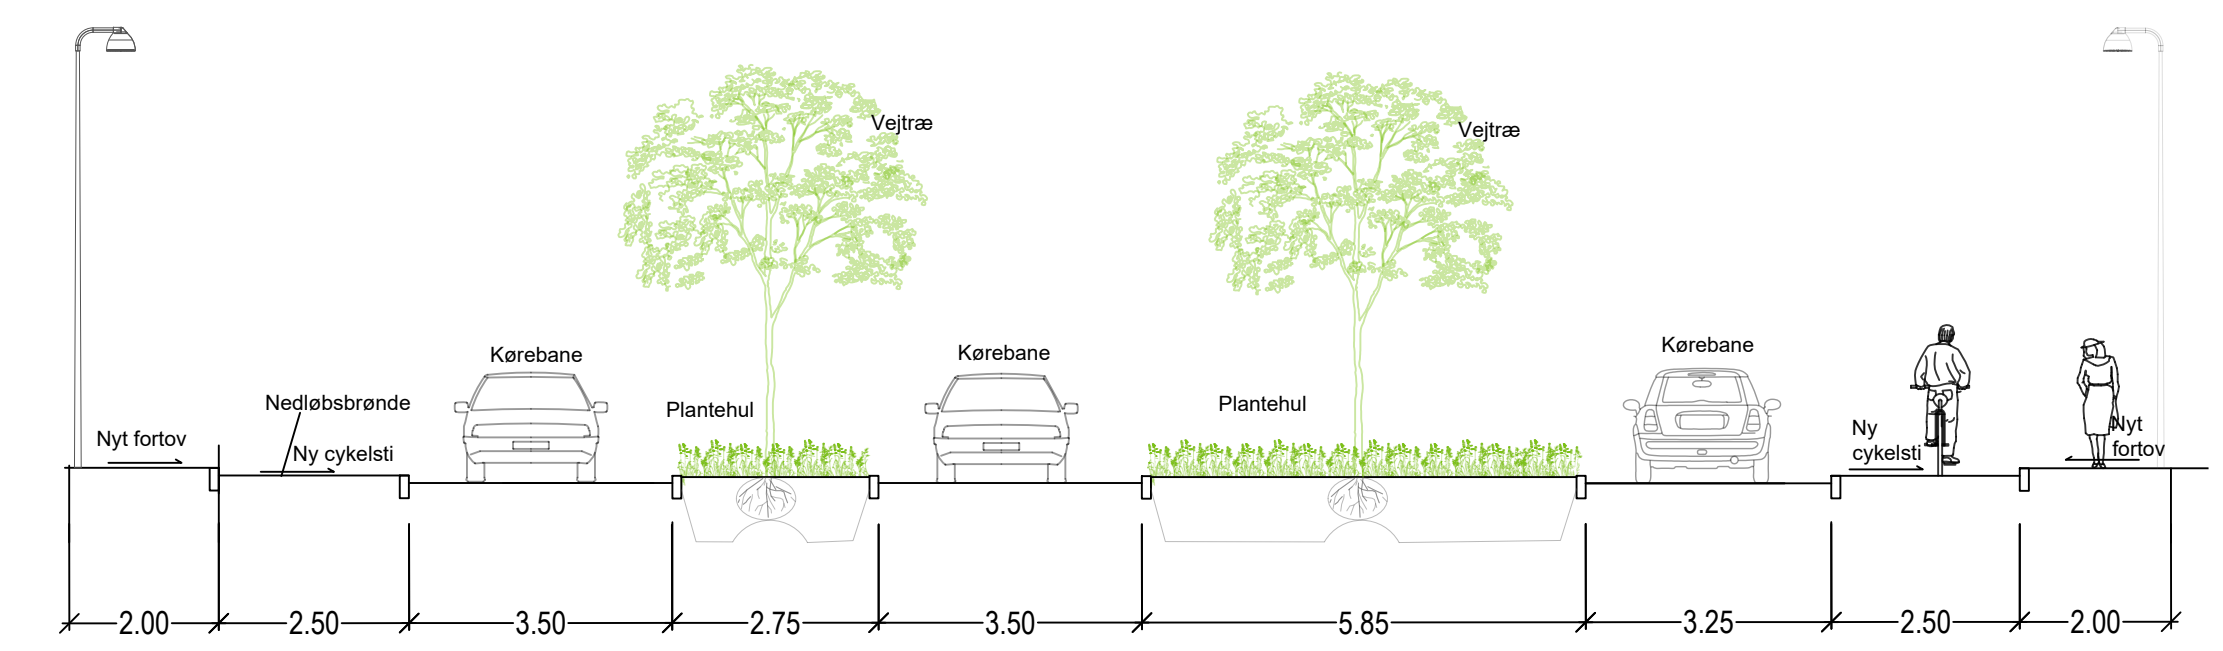 Vejtræ
Vejtræ
Kørebane
Kørebane
Kørebane
Nedløbsbrønde
Plantehul
Plantehul
Nyt fortov
Ny cykelsti
Ny
cykelsti
Nyt
fortov
2.00
2.50
3.50
2.75
3.50
5.85
3.25
2.50
2.00